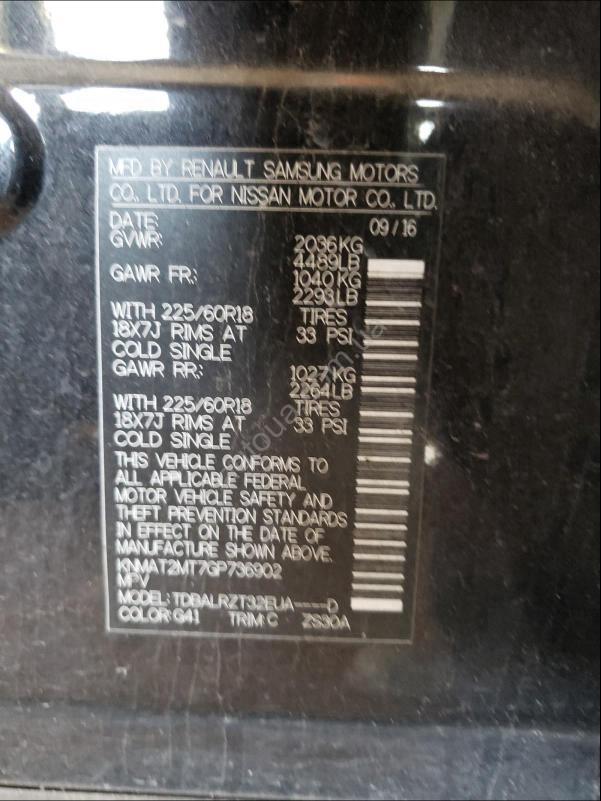 MFD BY RENAULT SAMSUNG MOTORS
CO., LTD. FOR NISSAN MOTOR CO., LTD.
DATE: 09/16
GVWR: 2036KG
4489LB
GAWR FR.: 1040KG
2293LB
WITH 225/60R18 TIRES
18X7J RIMS AT 33 PSI
COLD SINGLE
GAWR RR.: 1027KG
2264LB
WITH 225/60R18 TIRES
18X7J RIMS AT 33 PSI
COLD SINGLE
THIS VEHICLE CONFORMS TO
ALL APPLICABLE FEDERAL
MOTOR VEHICLE SAFETY AND
THEFT PREVENTION STANDARDS
IN EFFECT ON THE DATE OF
MANUFACTURE SHOWN ABOVE.
KNMAT2MT7GP736902
MPV
MODEL: TDBALRZT32EUA----D
COLOR: G41 TRIM: C ZS30A